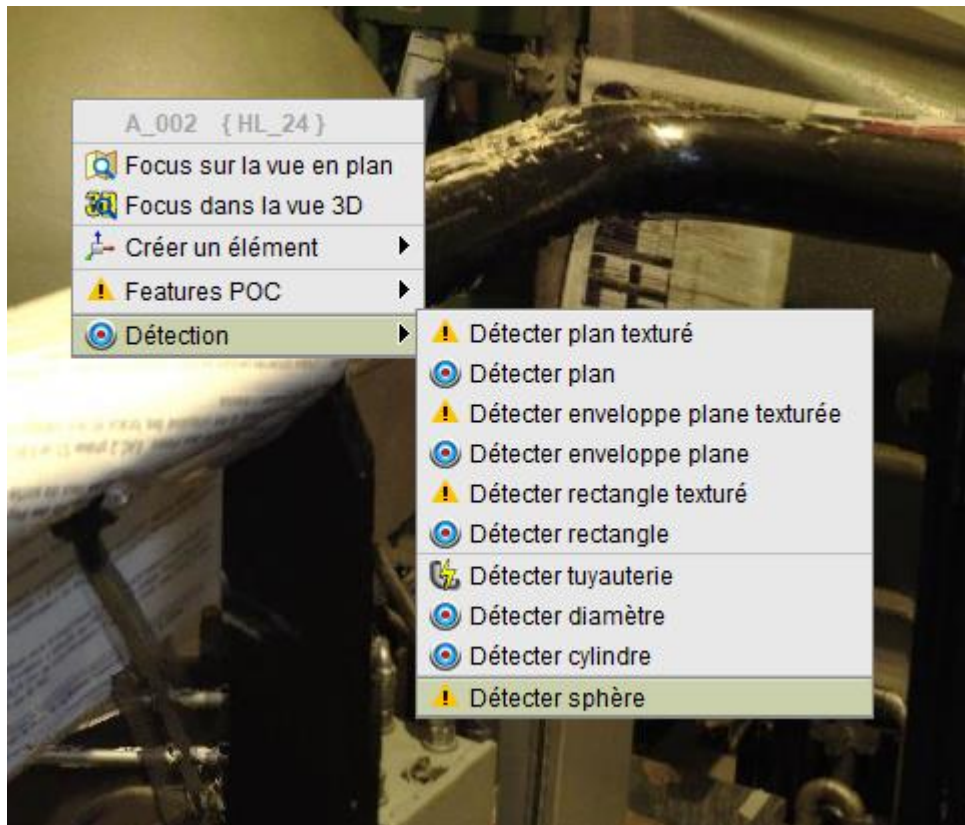 A_002 { HL_24 }
Focus sur la vue en plan
Focus dans la vue 3D
Créer un élément
Features POC
Détection
Détecter plan texturé
Détecter plan
Détecter enveloppe plane texturée
Détecter enveloppe plane
Détecter rectangle texturé
Détecter rectangle
Détecter tuyauterie
Détecter diamètre
Détecter cylindre
Détecter sphère